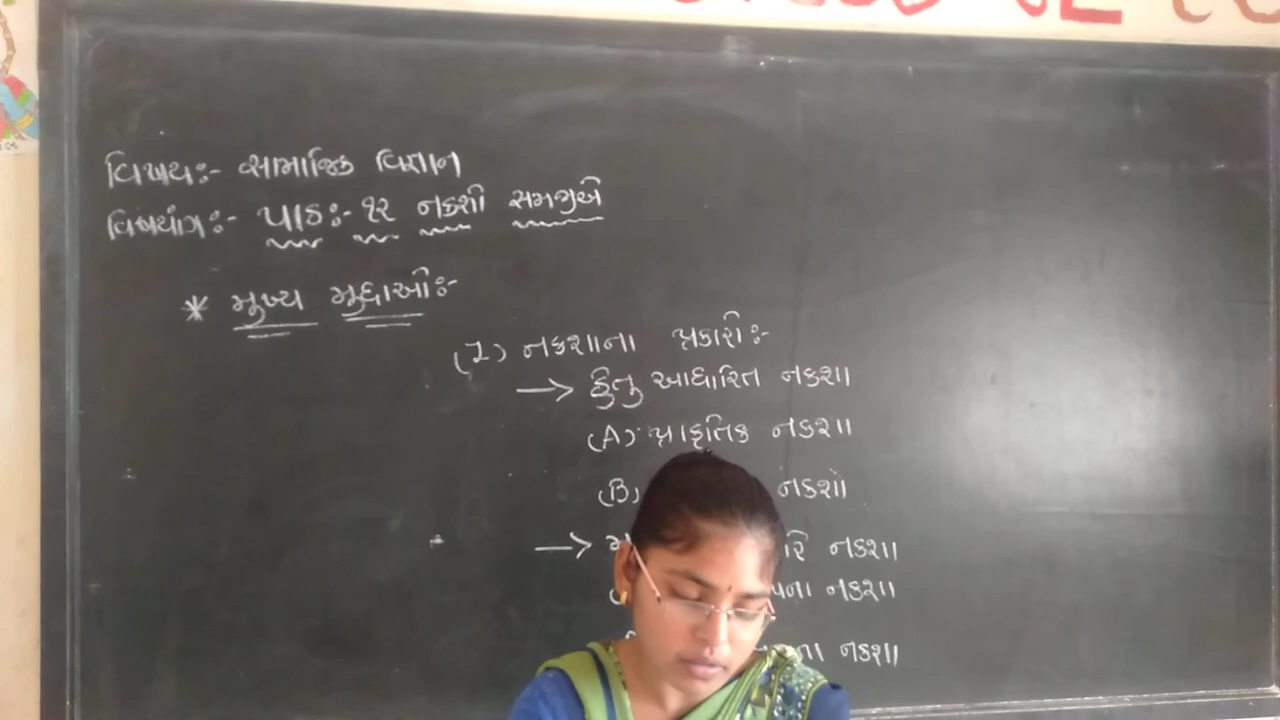 વિષય:- સામાજિક વિજ્ઞાન
વિષયાંગ:- પાઠ:- ૧૨ નકશો સમજીએ
* મુખ્ય મુદ્દાઓ:-
(1) નકશાના પ્રકારો:-
→ હેતુ આધારિત નકશા
(A) પ્રાકૃતિક નકશા
(B) નકશો
→ નકશા
નકશા
નકશા